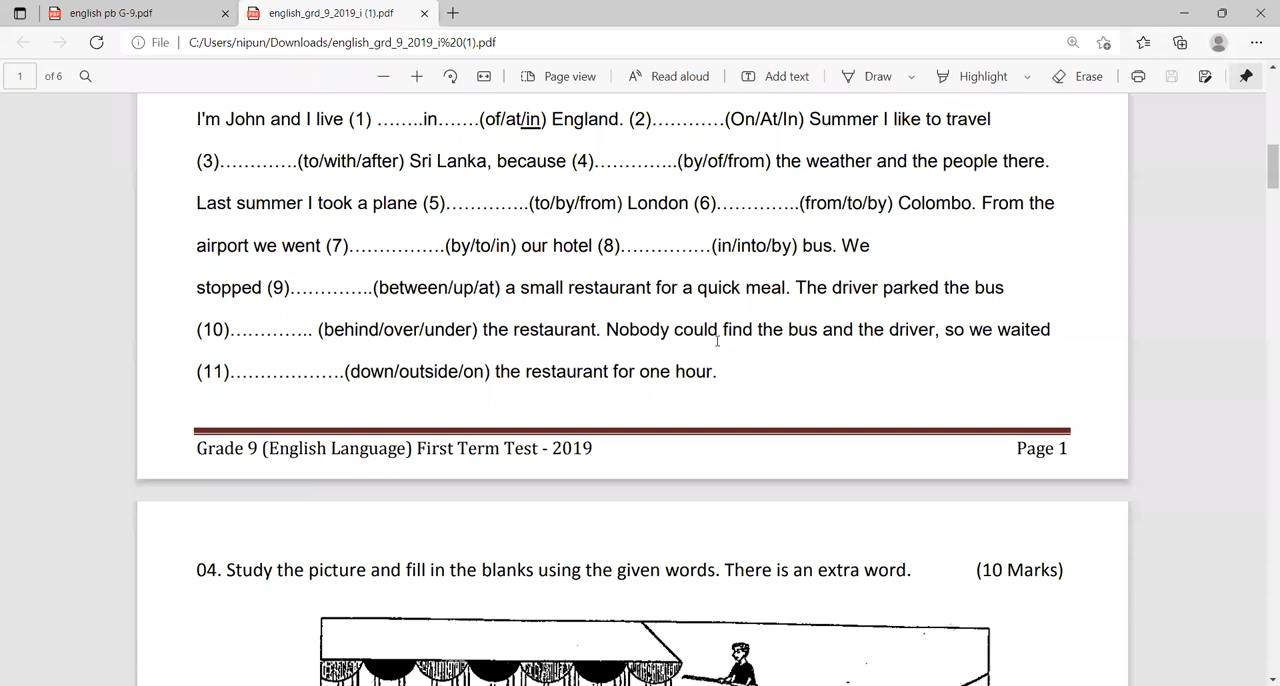 english pb G-9.pdf
english_grd_9_2019_i (1).pdf
File | C:/Users/nipun/Downloads/english_grd_9_2019_i%20(1).pdf
1 of 6 Page view Read aloud Add text Draw Highlight Erase
I'm John and I live (1) ........in.......(of/at/in) England. (2)............(On/At/In) Summer I like to travel
(3).............(to/with/after) Sri Lanka, because (4)..............(by/of/from) the weather and the people there.
Last summer I took a plane (5)..............(to/by/from) London (6)..............(from/to/by) Colombo. From the
airport we went (7)................(by/to/in) our hotel (8)...............(in/into/by) bus. We
stopped (9)..............(between/up/at) a small restaurant for a quick meal. The driver parked the bus
(10).............. (behind/over/under) the restaurant. Nobody could find the bus and the driver, so we waited
(11)...................(down/outside/on) the restaurant for one hour.
Grade 9 (English Language) First Term Test - 2019 Page 1
04. Study the picture and fill in the blanks using the given words. There is an extra word. (10 Marks)